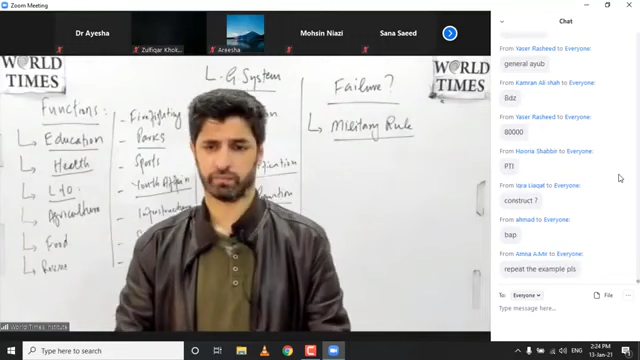 Zoom Meeting
Dr Ayesha
Zulfiqar Khok...
Areesha
Mohsin Niazi
Sana Saeed
WORLD
TIMES
L.G System
WORLD
TIMES
Functions:
Education
Health
L to
Agriculture
Food
Firefighting
Parks
Sports
Youth Affairs
Failure?
Military Rule
World Times Institute
Chat
From Yaser Rasheed to Everyone:
general ayub
From Kamran Ali shah to Everyone:
Bdz
From Yaser Rasheed to Everyone:
80000
From Hooria Shabbir to Everyone:
PTI
From Iqra Liaqat to Everyone:
construct ?
From ahmad to Everyone:
bap
From Amna A.Mir to Everyone:
repeat the example pls
To: Everyone
File
Type message here...
Type here to search
2:24 PM
13-Jan-21